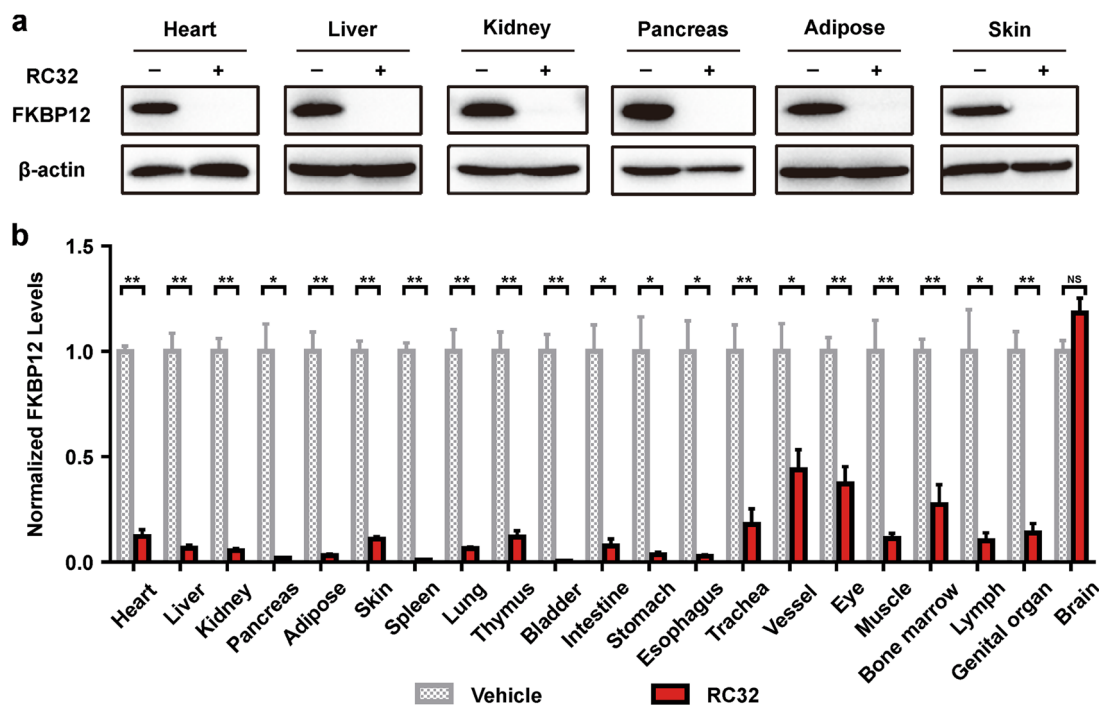 a
Heart Liver Kidney Pancreas Adipose Skin
RC32 – + – + – + – + – + – +
FKBP12
β-actin
b
Normalized FKBP12 Levels
1.5
1.0
0.5
0.0
** ** ** * ** ** ** ** ** ** * * * ** * ** ** ** * ** NS
Heart Liver Kidney Pancreas Adipose Skin Spleen Lung Thymus Bladder Intestine Stomach Esophagus Trachea Vessel Eye Muscle Bone marrow Lymph Genital organ Brain
Vehicle RC32